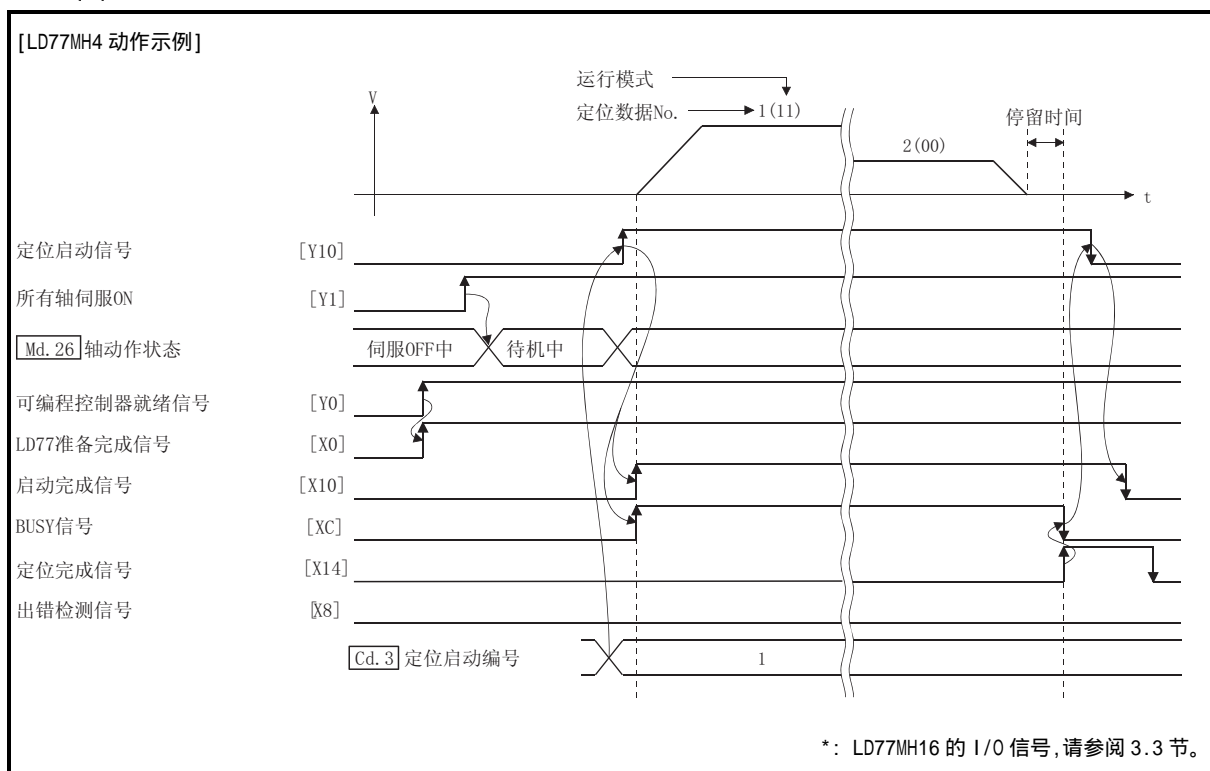 [LD77MH4 动作示例]
运行模式
定位数据No. 1(11)
V
停留时间
2(00)
t
定位启动信号 [Y10]
所有轴伺服ON [Y1]
Md.26 轴动作状态 伺服OFF中 待机中
可编程控制器就绪信号 [Y0]
LD77准备完成信号 [X0]
启动完成信号 [X10]
BUSY信号 [XC]
定位完成信号 [X14]
出错检测信号 [X8]
Cd.3 定位启动编号 1
*: LD77MH16 的 I/O 信号,请参阅 3.3 节。